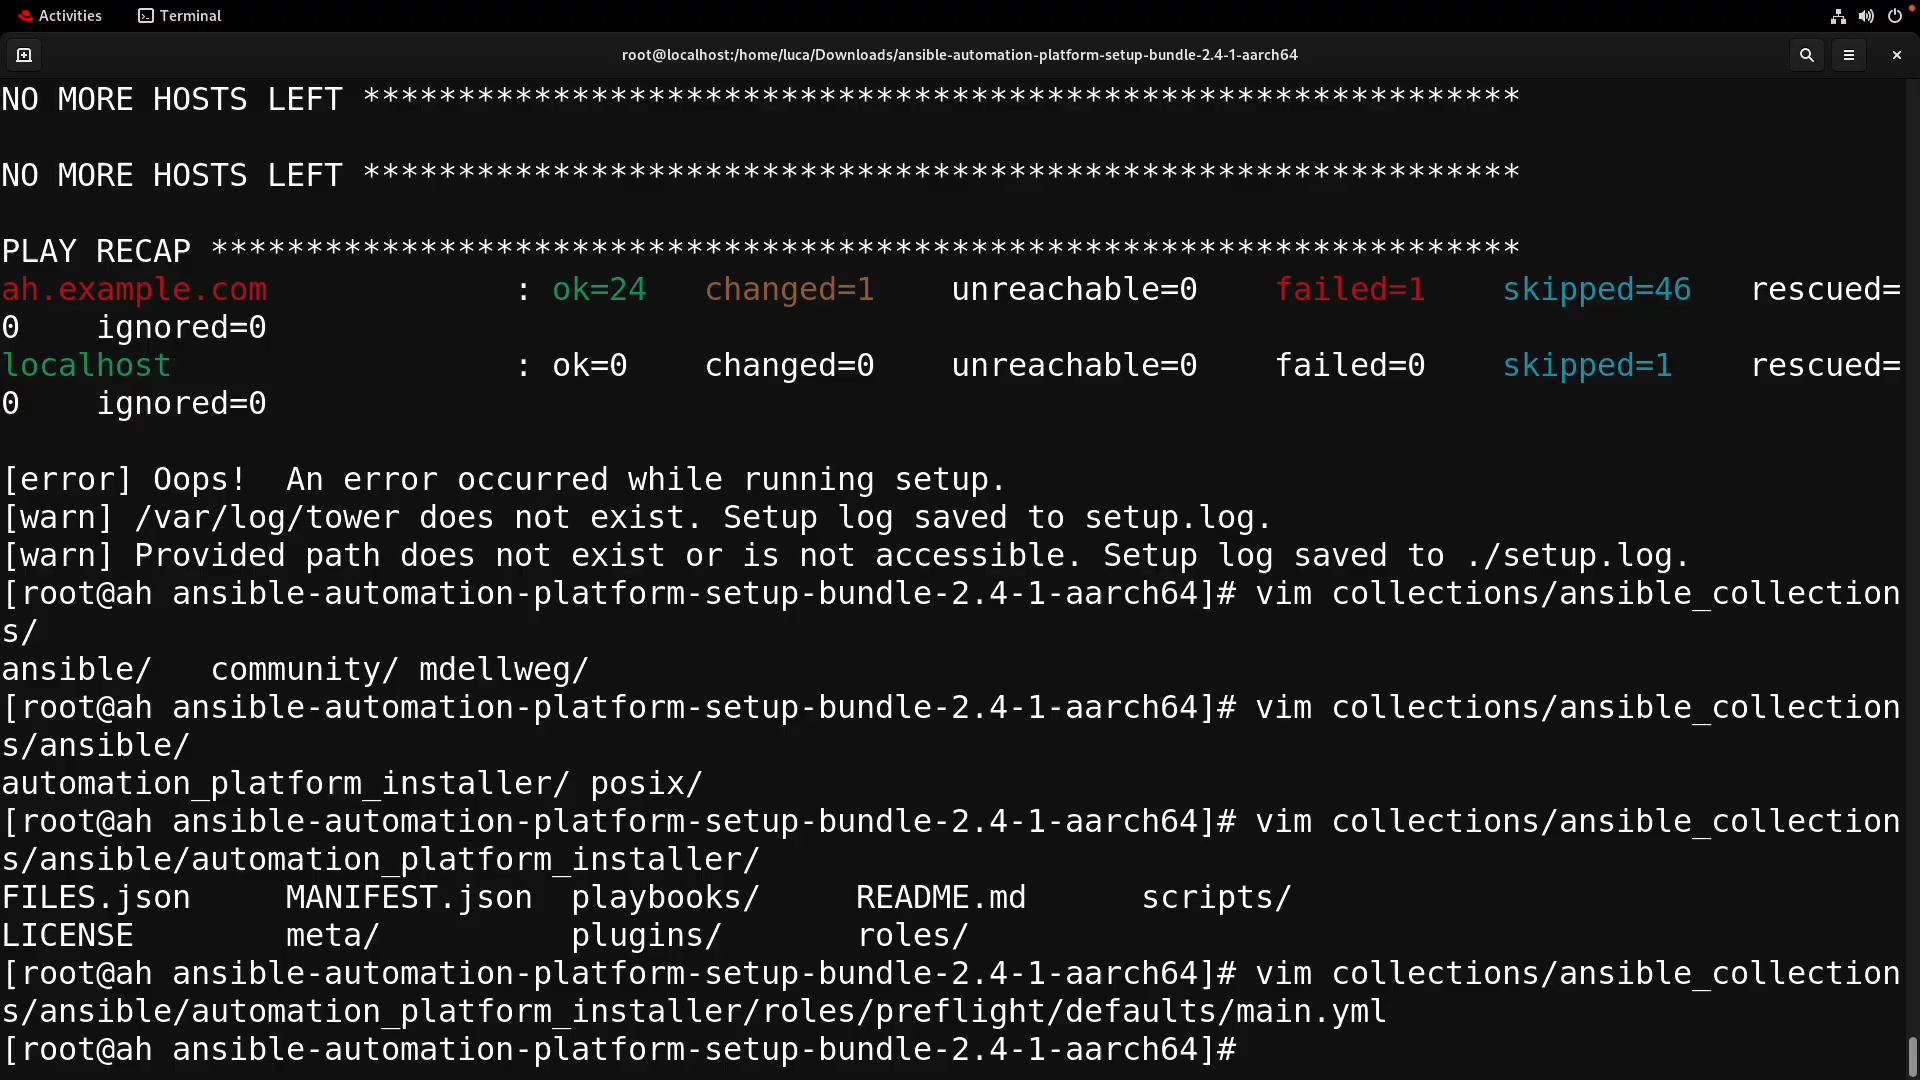 Activities Terminal
root@localhost:/home/luca/Downloads/ansible-automation-platform-setup-bundle-2.4-1-aarch64
NO MORE HOSTS LEFT *************************************************************
NO MORE HOSTS LEFT *************************************************************
PLAY RECAP *********************************************************************
ah.example.com             : ok=24   changed=1    unreachable=0    failed=1    skipped=46   rescued=
0    ignored=0
localhost                  : ok=0    changed=0    unreachable=0    failed=0    skipped=1    rescued=
0    ignored=0
[error] Oops!  An error occurred while running setup.
[warn] /var/log/tower does not exist. Setup log saved to setup.log.
[warn] Provided path does not exist or is not accessible. Setup log saved to ./setup.log.
[root@ah ansible-automation-platform-setup-bundle-2.4-1-aarch64]# vim collections/ansible_collection
s/
ansible/   community/ mdellweg/
[root@ah ansible-automation-platform-setup-bundle-2.4-1-aarch64]# vim collections/ansible_collection
s/ansible/
automation_platform_installer/ posix/
[root@ah ansible-automation-platform-setup-bundle-2.4-1-aarch64]# vim collections/ansible_collection
s/ansible/automation_platform_installer/
FILES.json     MANIFEST.json  playbooks/     README.md      scripts/
LICENSE        meta/          plugins/       roles/
[root@ah ansible-automation-platform-setup-bundle-2.4-1-aarch64]# vim collections/ansible_collection
s/ansible/automation_platform_installer/roles/preflight/defaults/main.yml
[root@ah ansible-automation-platform-setup-bundle-2.4-1-aarch64]#